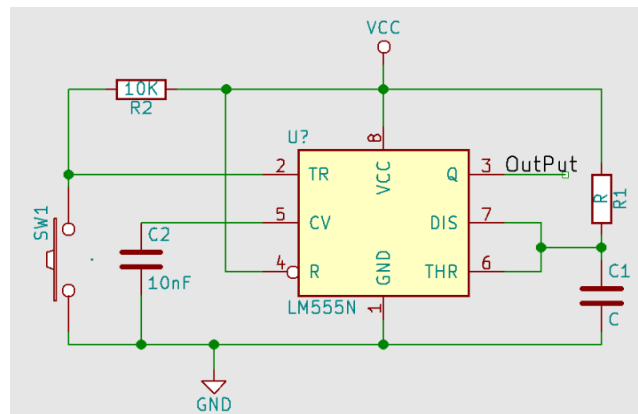 VCC
10K
R2
U?
8
2
TR
VCC
Q
3
OutPut
SW1
C2
10nF
5
CV
DIS
7
R
R1
4
R
GND
THR
6
C1
C
LM555N
1
GND